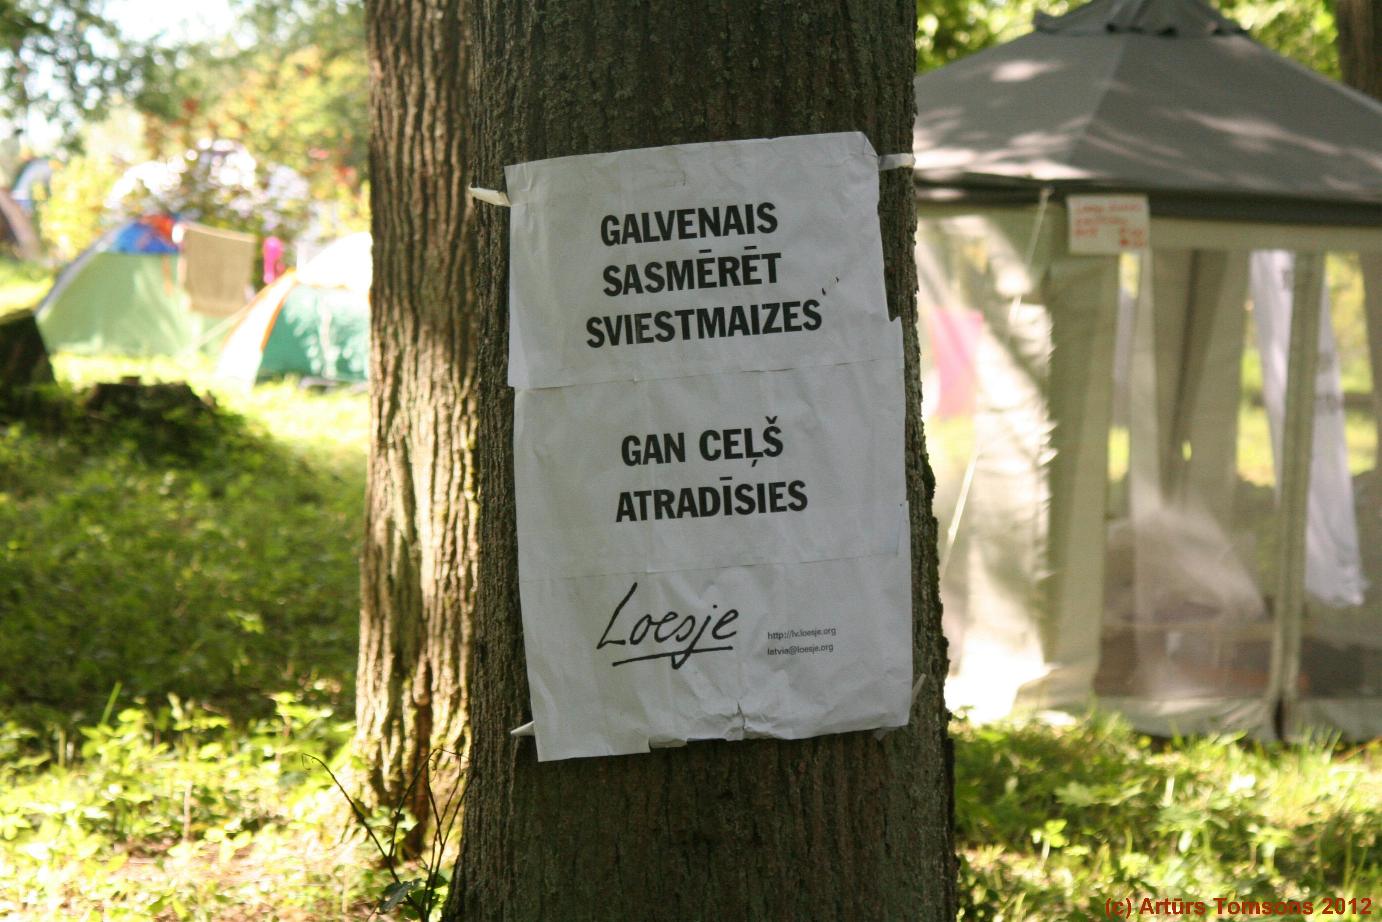 GALVENAIS
SASMĒRĒT
SVIESTMAIZES
GAN CEĻŠ
ATRADĪSIES
Loesje
http://lv.loesje.org
latvia@loesje.org
(c) Artūrs Tomsons 2012